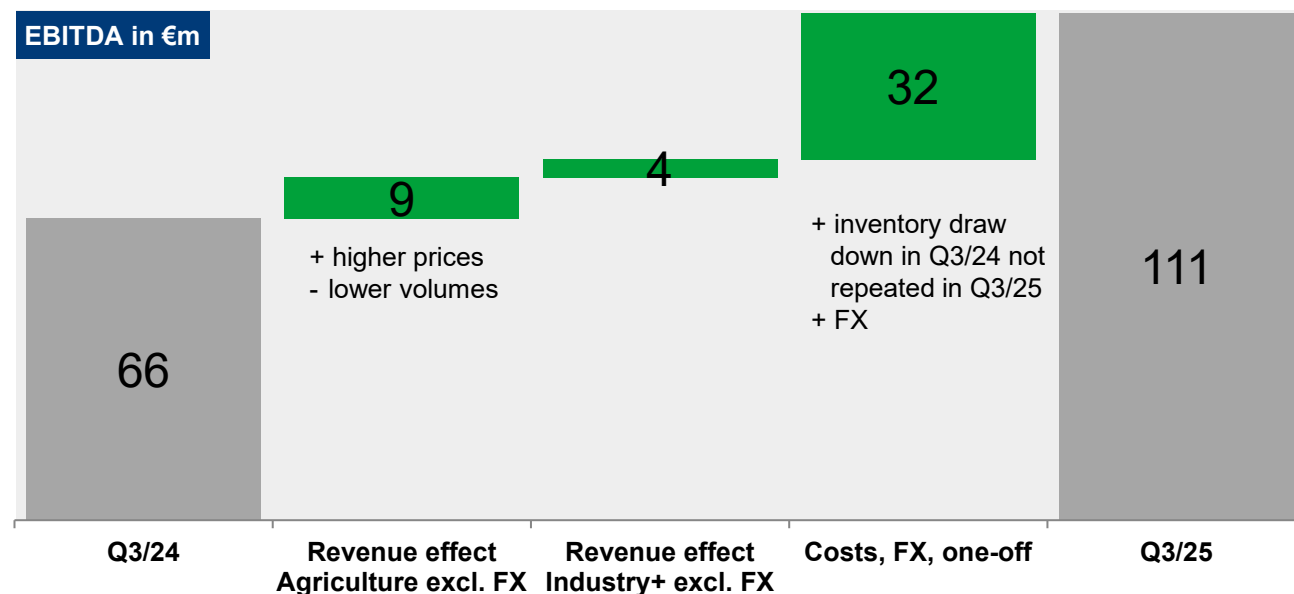 EBITDA in €m
66
9
+ higher prices
- lower volumes
4
32
+ inventory draw
down in Q3/24 not
repeated in Q3/25
+ FX
111
Q3/24
Revenue effect
Agriculture excl. FX
Revenue effect
Industry+ excl. FX
Costs, FX, one-off
Q3/25